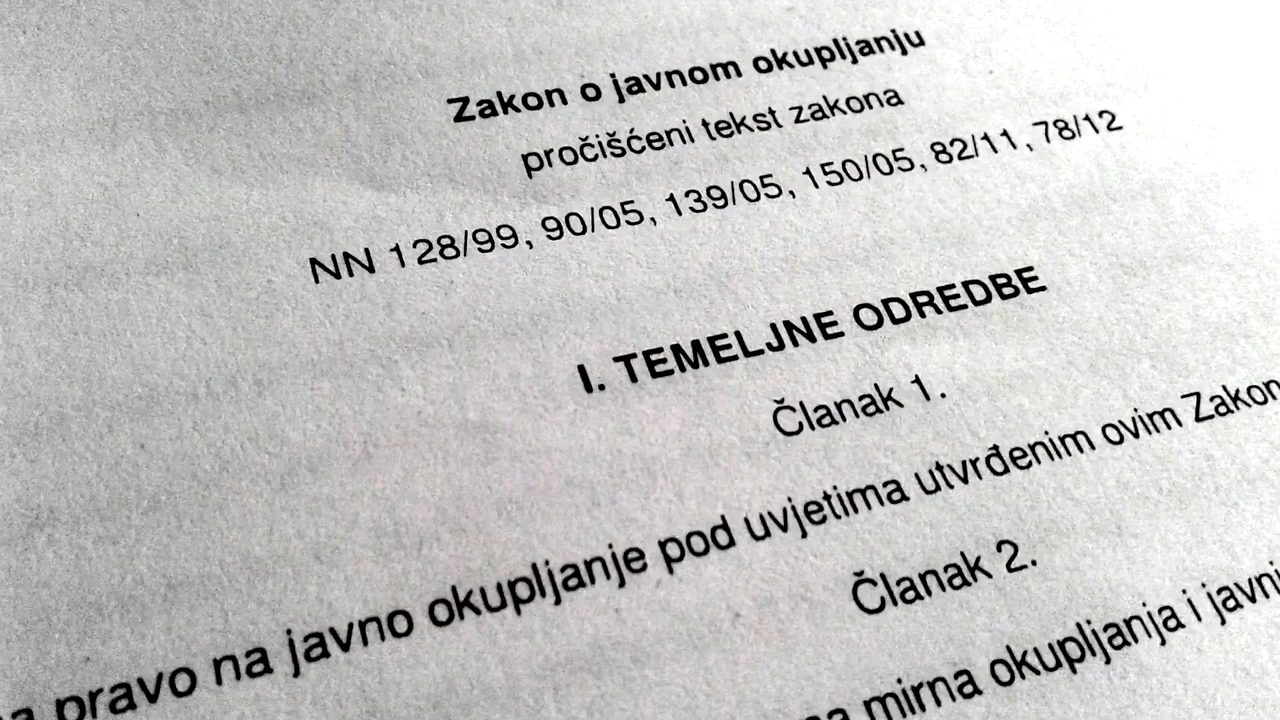 Zakon o javnom okupljanju
pročišćeni tekst zakona
NN 128/99, 90/05, 139/05, 150/05, 82/11, 78/12
I. TEMELJNE ODREDBE
Članak 1.
pravo na javno okupljanje pod uvjetima utvrđenim ovim Zakon
Članak 2.
mirna okupljanja i javni